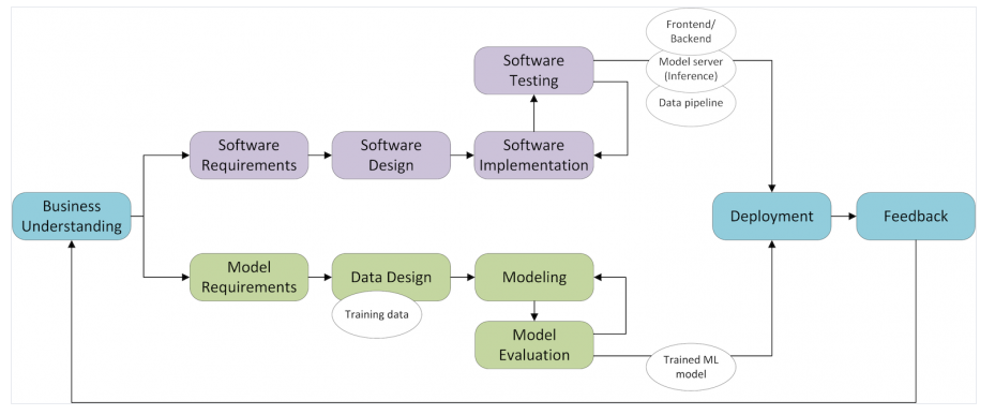 Frontend/
Backend
Software
Testing
Model server
(Inference)
Data pipeline
Software
Requirements
Software
Design
Software
Implementation
Business
Understanding
Deployment
Feedback
Model
Requirements
Data Design
Modeling
Training data
Model
Evaluation
Trained ML
model